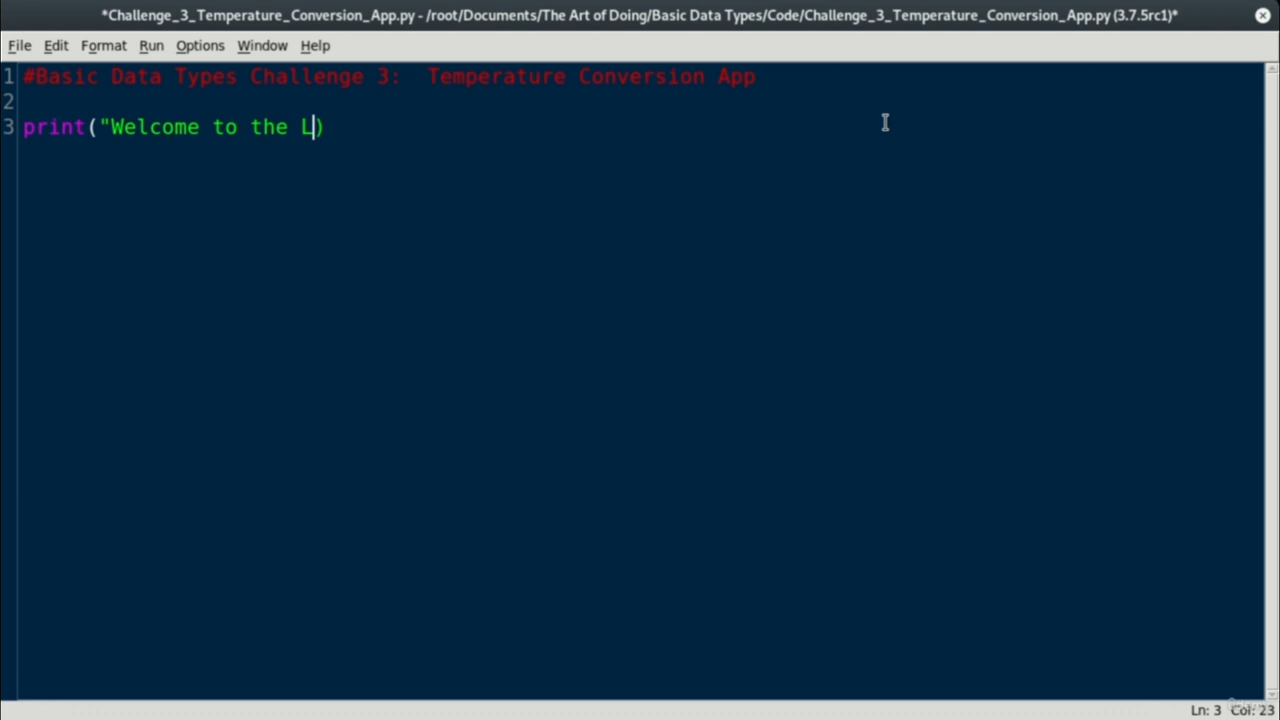 *Challenge_3_Temperature_Conversion_App.py - /root/Documents/The Art of Doing/Basic Data Types/Code/Challenge_3_Temperature_Conversion_App.py (3.7.5rc1)*
File Edit Format Run Options Window Help
1 #Basic Data Types Challenge 3:  Temperature Conversion App
2
3 print("Welcome to the L)
Ln: 3 Col: 23